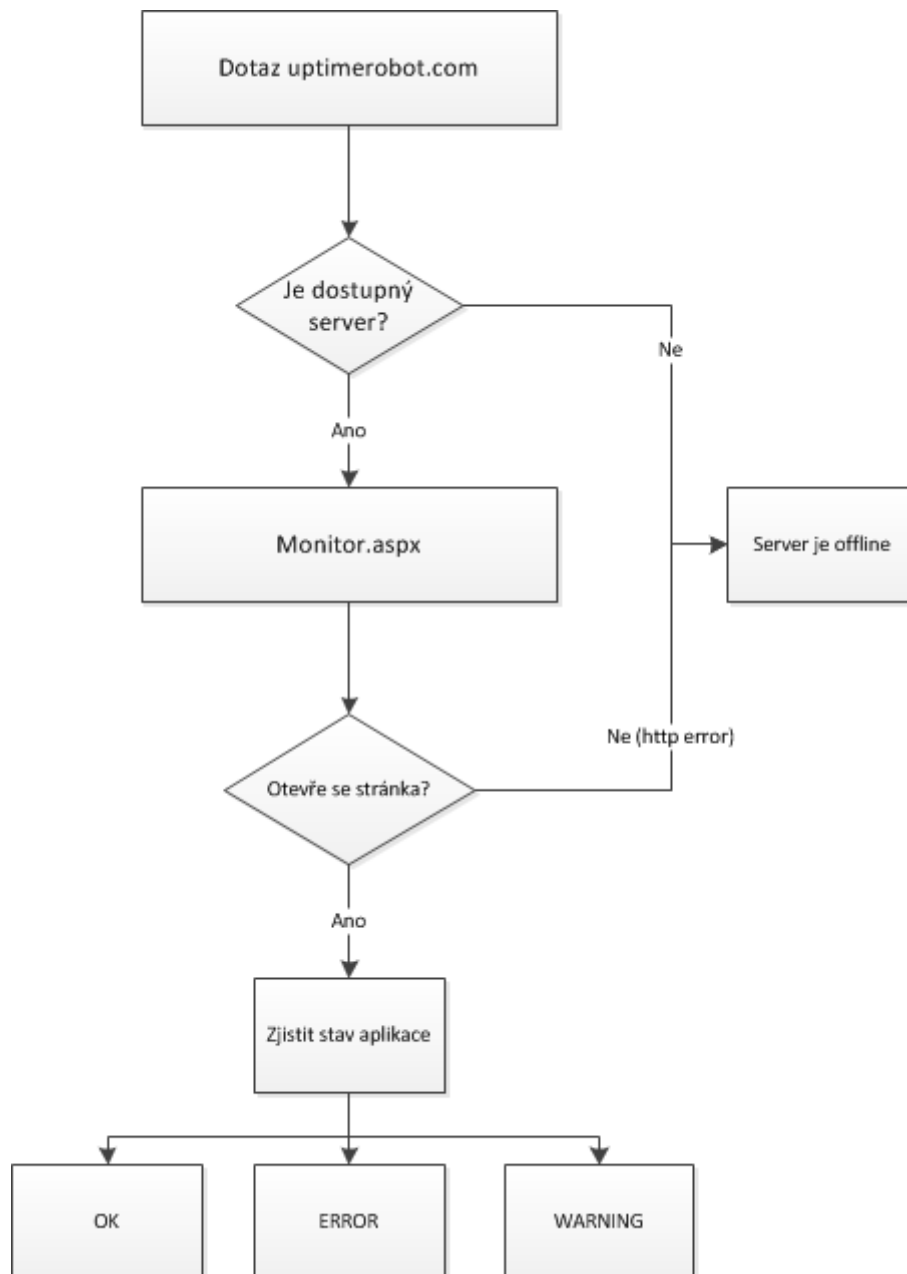 Dotaz uptimerobot.com
Je dostupný
server?
Ne
Ano
Monitor.aspx
Server je offline
Ne (http error)
Otevře se stránka?
Ano
Zjistit stav aplikace
OK
ERROR
WARNING